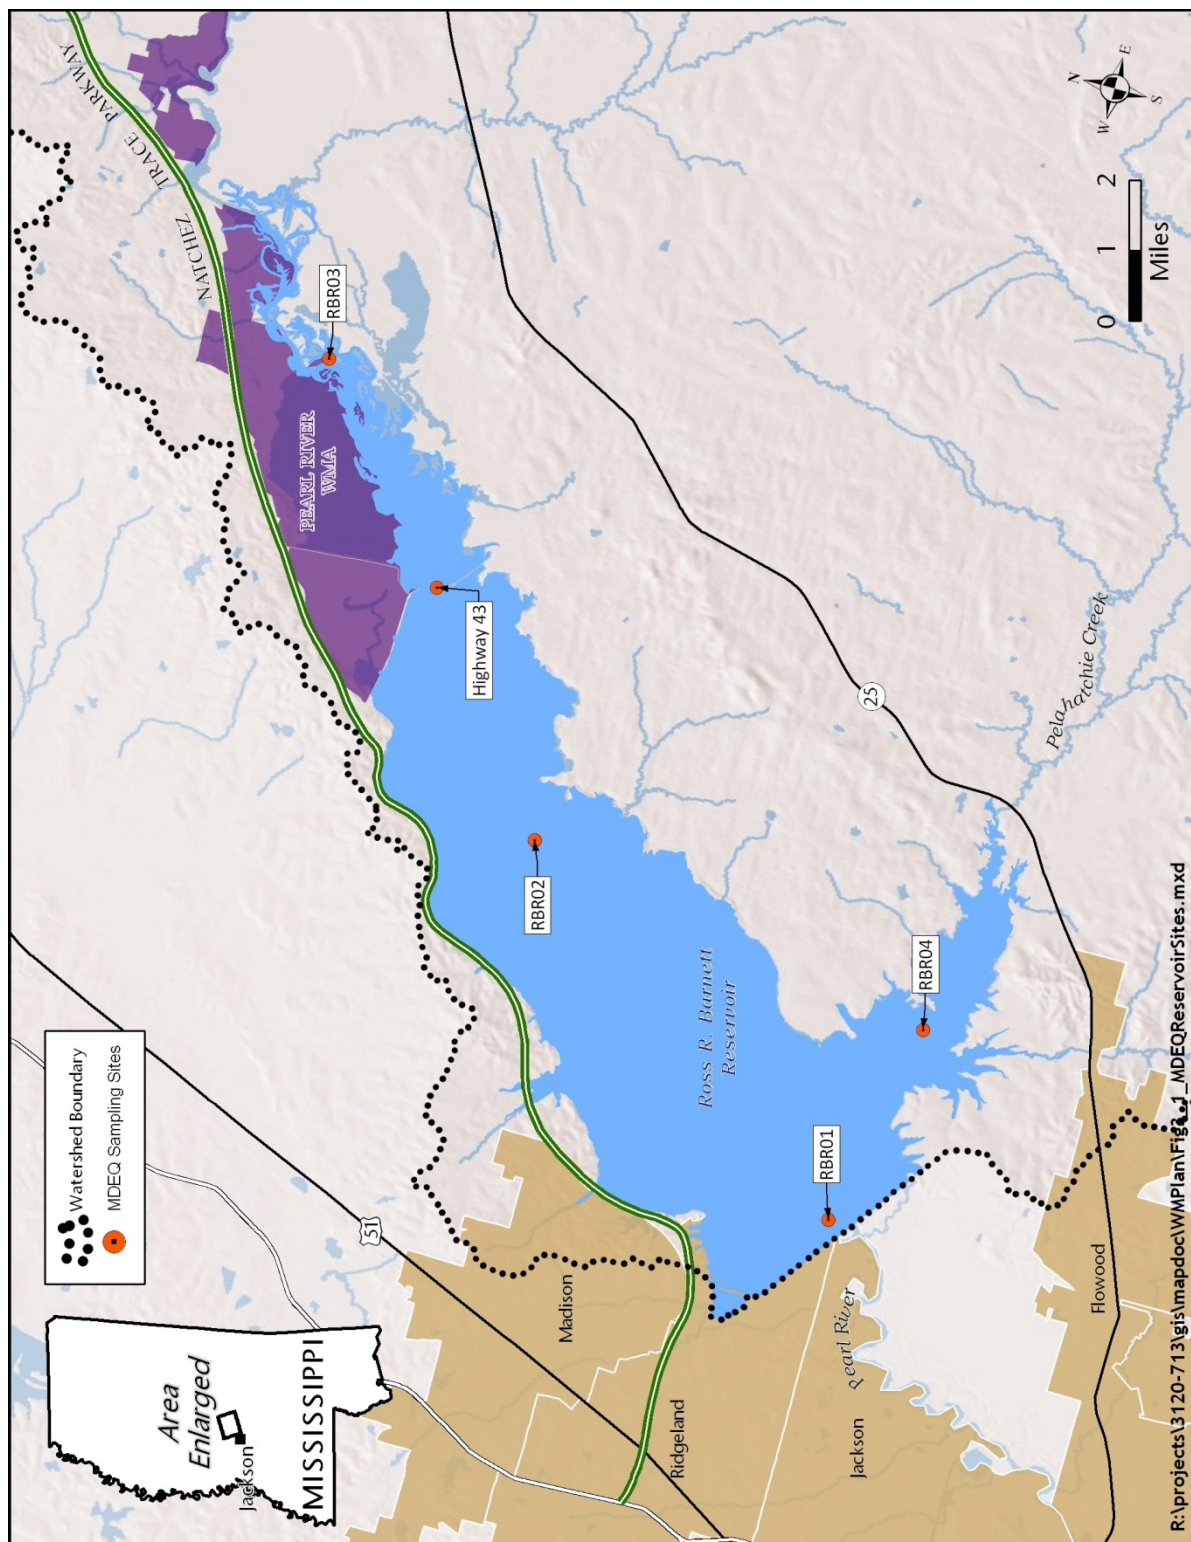 Watershed Boundary
MDEQ Sampling Sites
Area
Enlarged
Jackson
MISSISSIPPI
NATCHEZ TRACE PARKWAY
PEARL RIVER
WMA
RBR03
Highway 43
RBR02
Ross R. Barnett
Reservoir
RBR04
RBR01
51
25
Pelahatchie Creek
Pearl River
Madison
Ridgeland
Jackson
Flowood
N
E
S
W
0 1 2
Miles
R:\projects\3120-713\gis\mapdoc\WMPlan\Fig2_1_MDEQReservoirSites.mxd